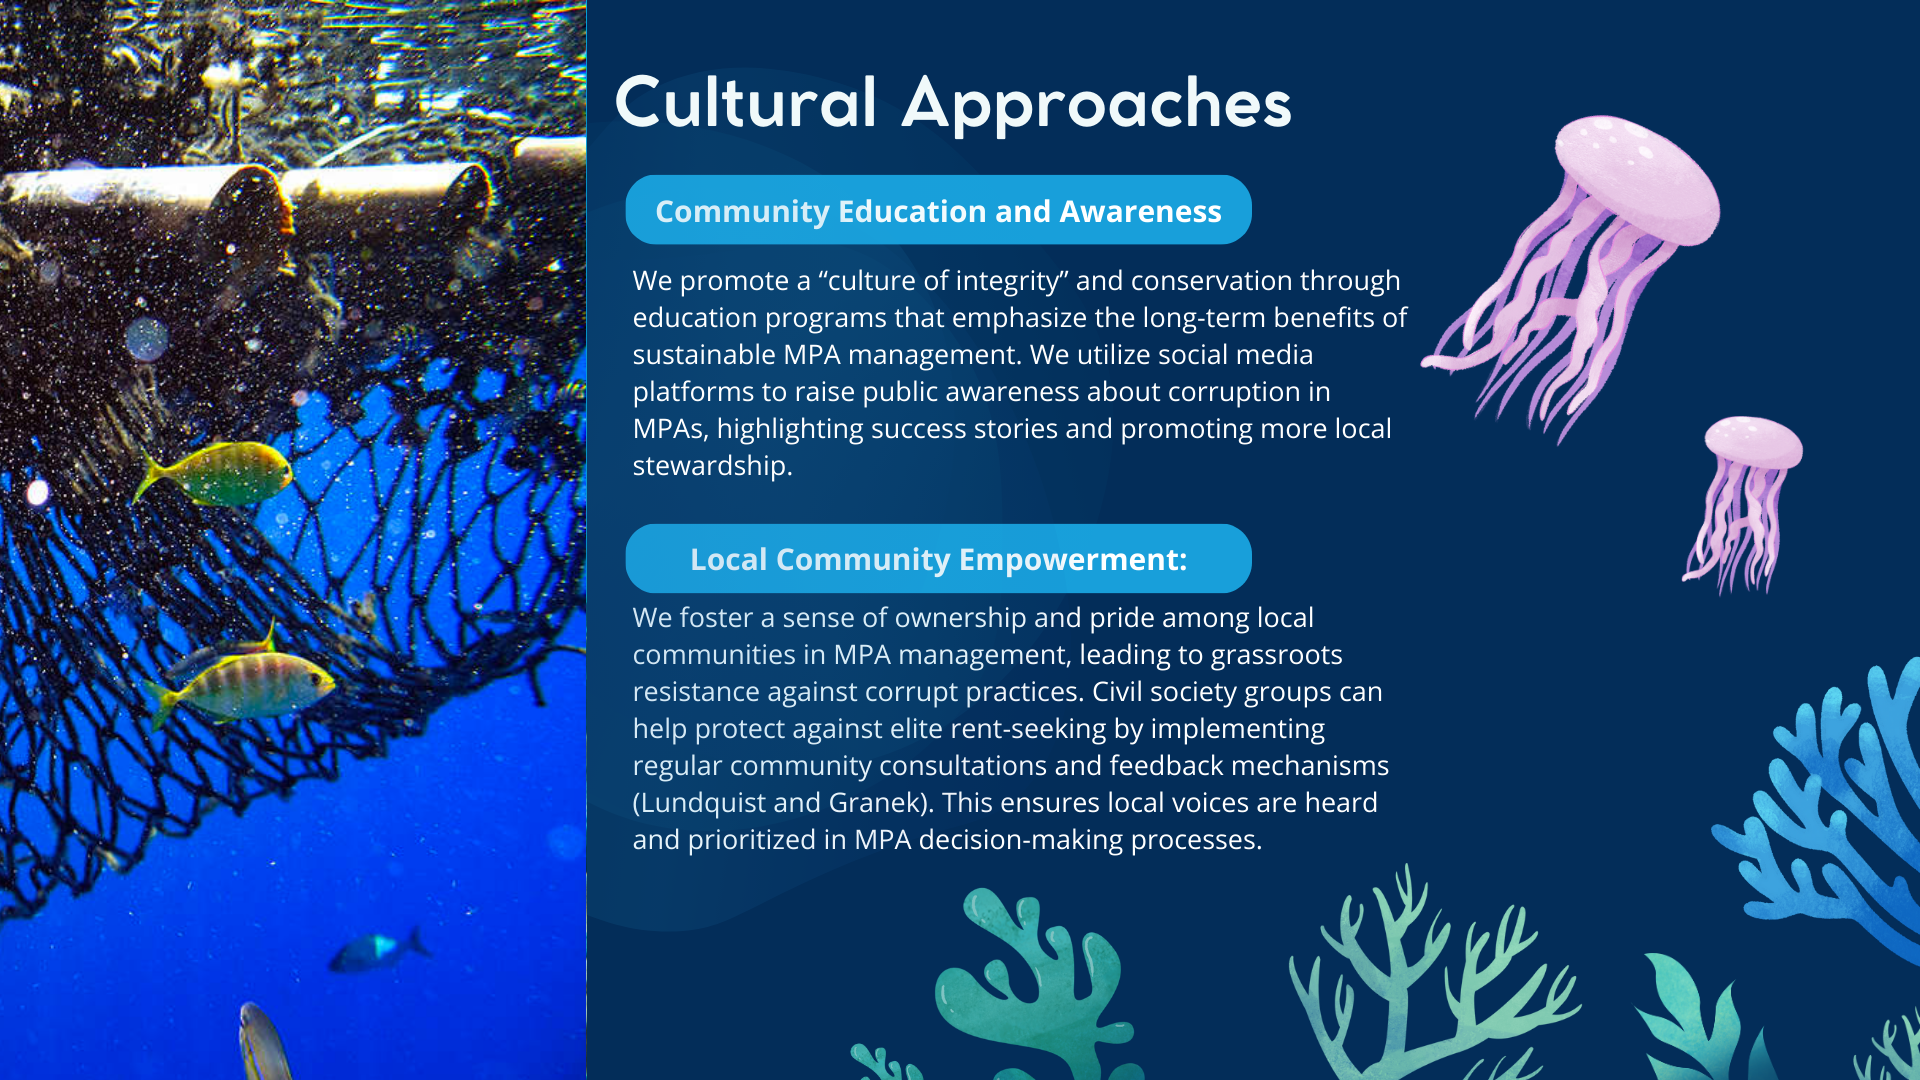 Cultural Approaches
Community Education and Awareness
We promote a “culture of integrity” and conservation through
education programs that emphasize the long-term benefits of
sustainable MPA management. We utilize social media
platforms to raise public awareness about corruption in
MPAs, highlighting success stories and promoting more local
stewardship.
Local Community Empowerment:
We foster a sense of ownership and pride among local
communities in MPA management, leading to grassroots
resistance against corrupt practices. Civil society groups can
help protect against elite rent-seeking by implementing
regular community consultations and feedback mechanisms
(Lundquist and Granek). This ensures local voices are heard
and prioritized in MPA decision-making processes.